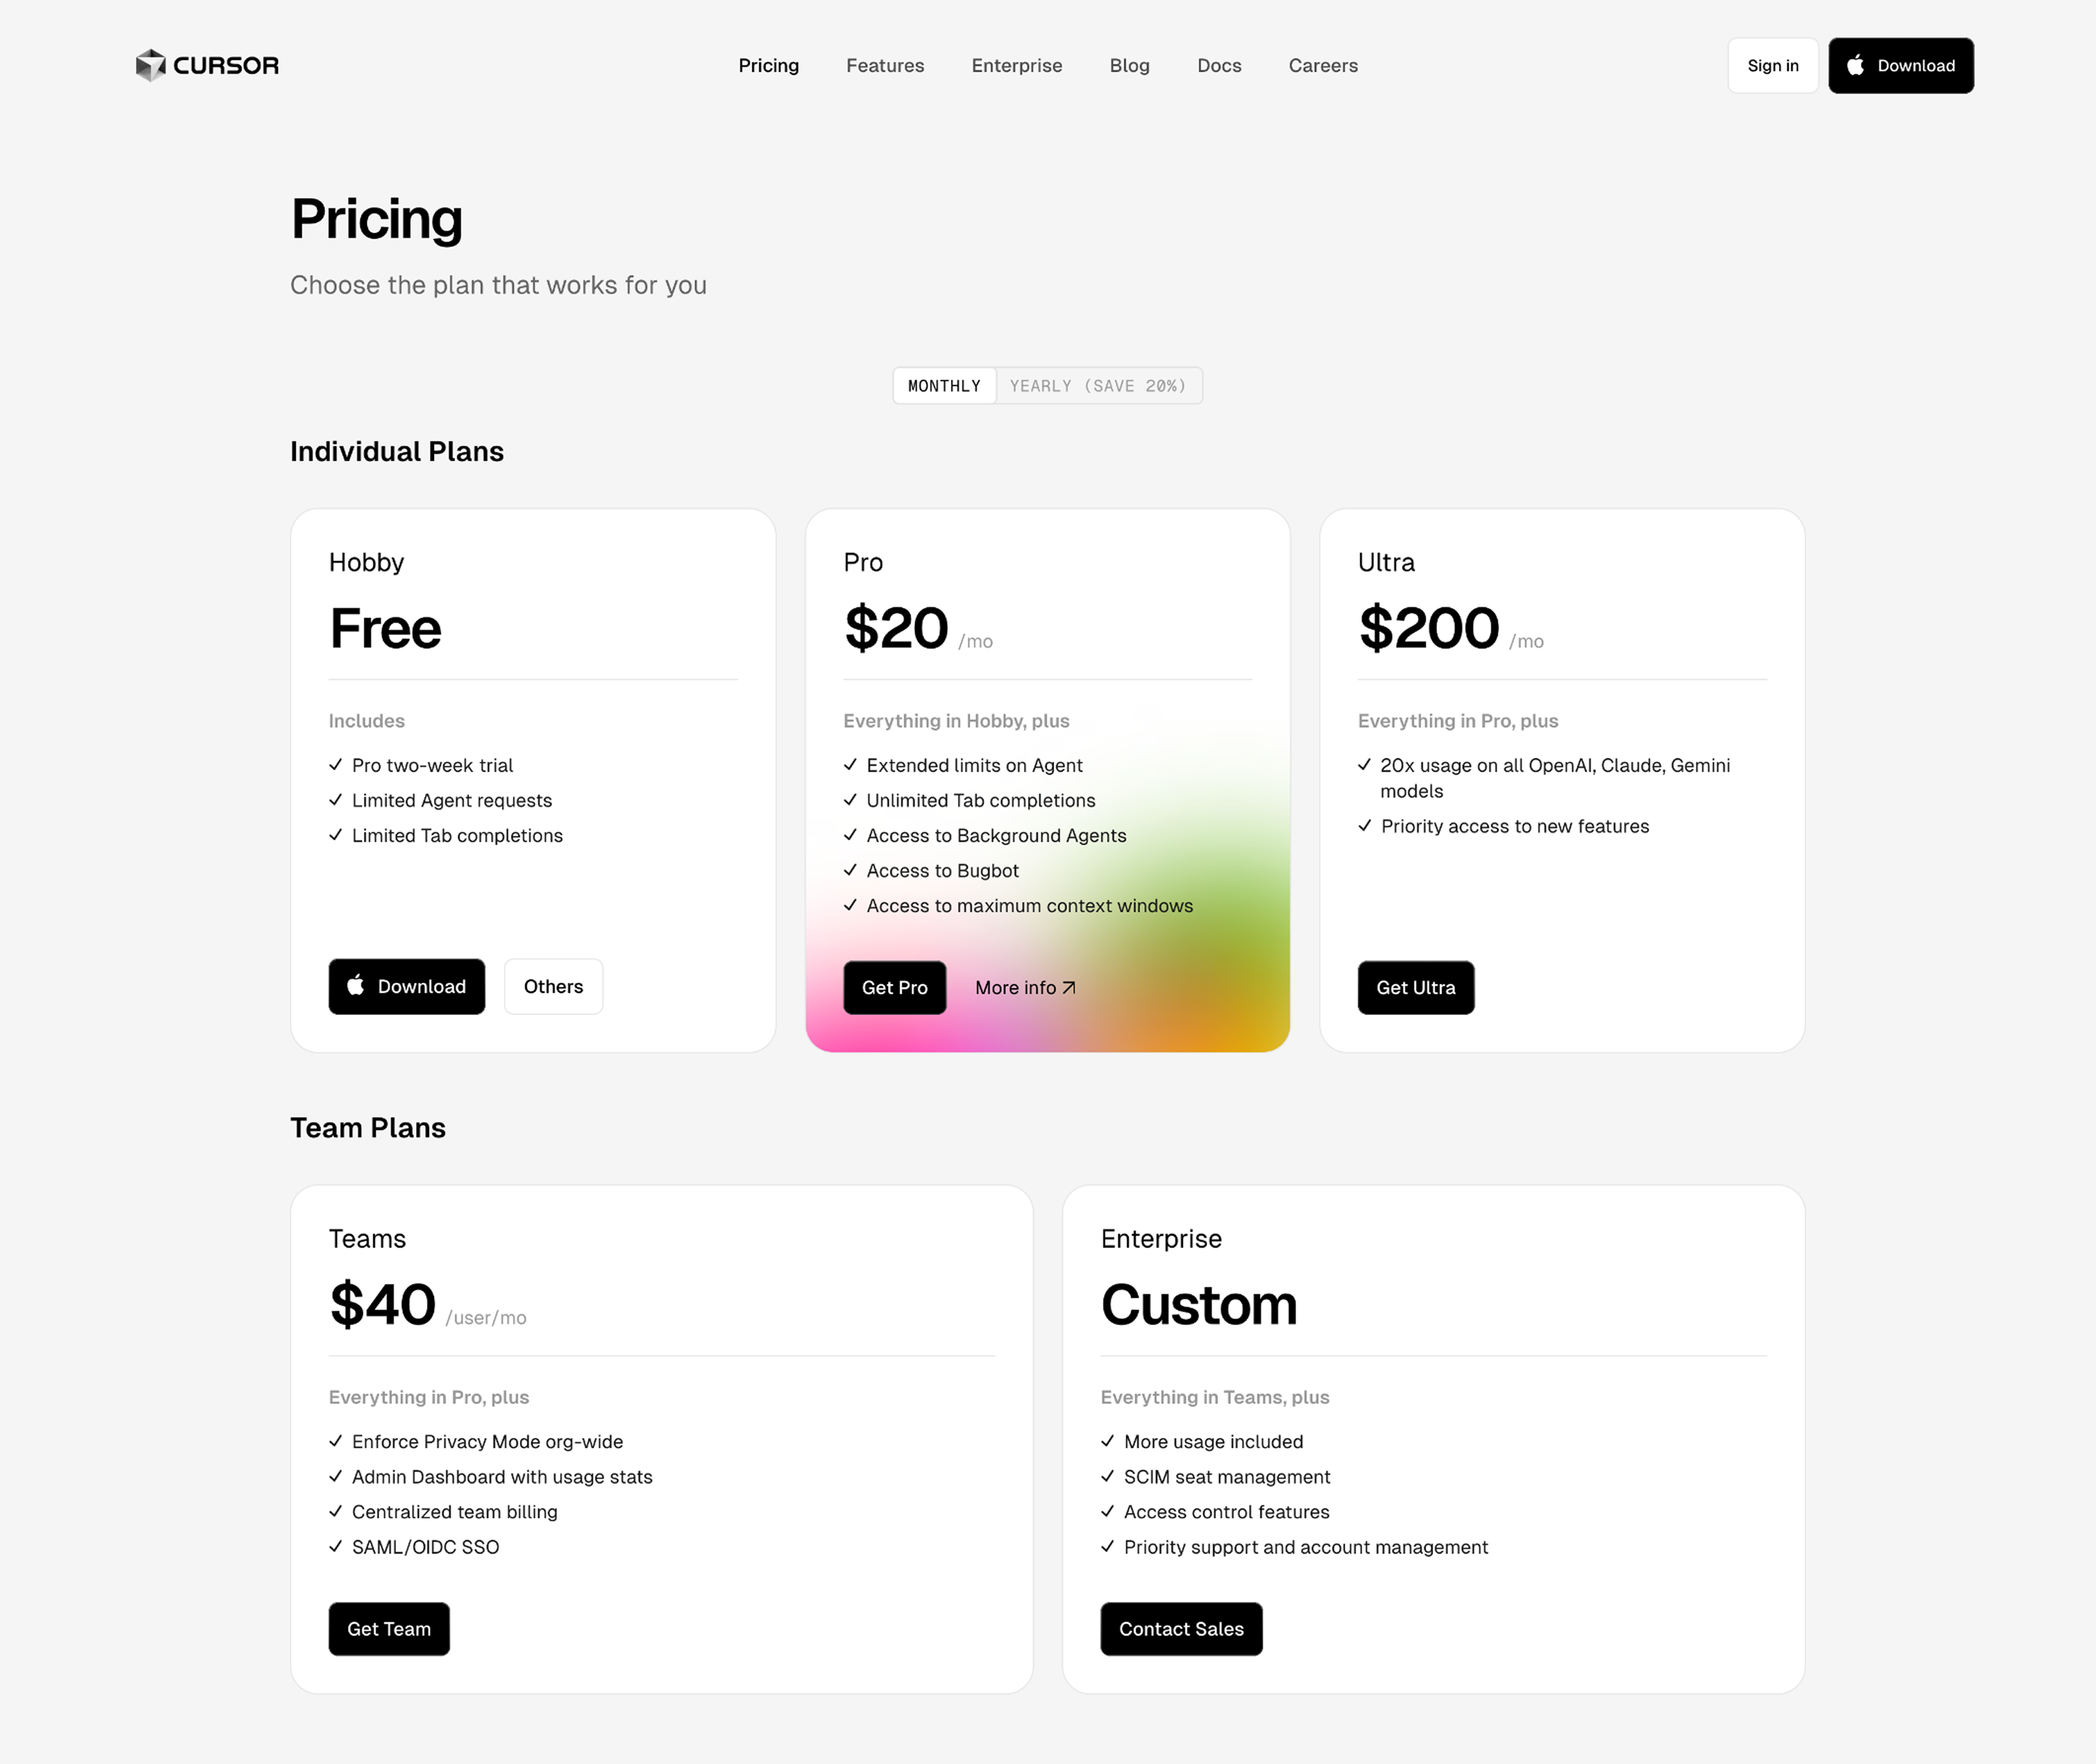 CURSOR
Pricing
Features
Enterprise
Blog
Docs
Careers
Sign in
Download
Pricing
Choose the plan that works for you
MONTHLY
YEARLY (SAVE 20%)
Individual Plans
Hobby
Free
Includes
Pro two-week trial
Limited Agent requests
Limited Tab completions
Download
Others
Pro
$20 /mo
Everything in Hobby, plus
Extended limits on Agent
Unlimited Tab completions
Access to Background Agents
Access to Bugbot
Access to maximum context windows
Get Pro
More info
Ultra
$200 /mo
Everything in Pro, plus
20x usage on all OpenAI, Claude, Gemini
models
Priority access to new features
Get Ultra
Team Plans
Teams
$40 /user/mo
Everything in Pro, plus
Enforce Privacy Mode org-wide
Admin Dashboard with usage stats
Centralized team billing
SAML/OIDC SSO
Get Team
Enterprise
Custom
Everything in Teams, plus
More usage included
SCIM seat management
Access control features
Priority support and account management
Contact Sales